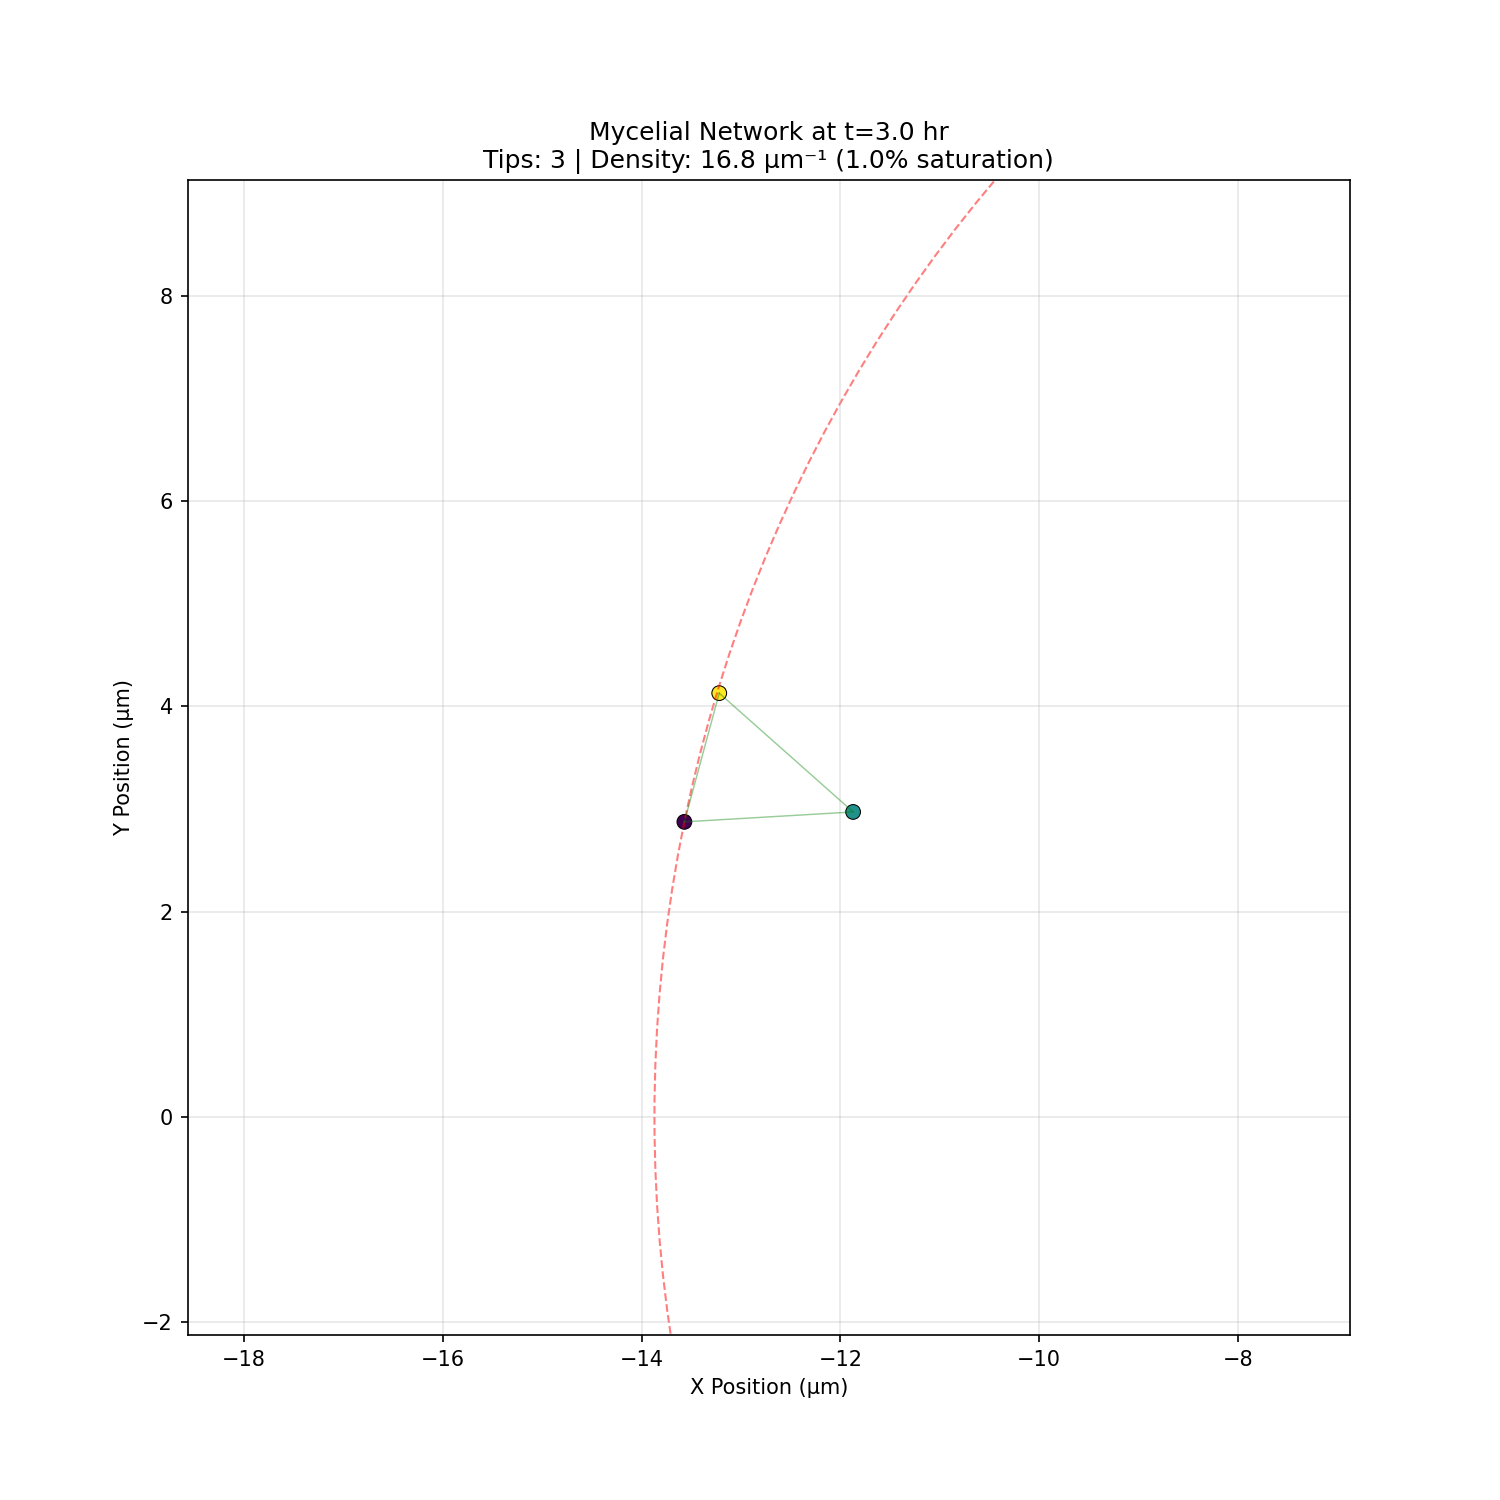 Mycelial Network at t=3.0 hr
Tips: 3 | Density: 16.8 μm⁻¹ (1.0% saturation)
8
6
4
2
0
−2
Y Position (μm)
−18 −16 −14 −12 −10 −8
X Position (μm)